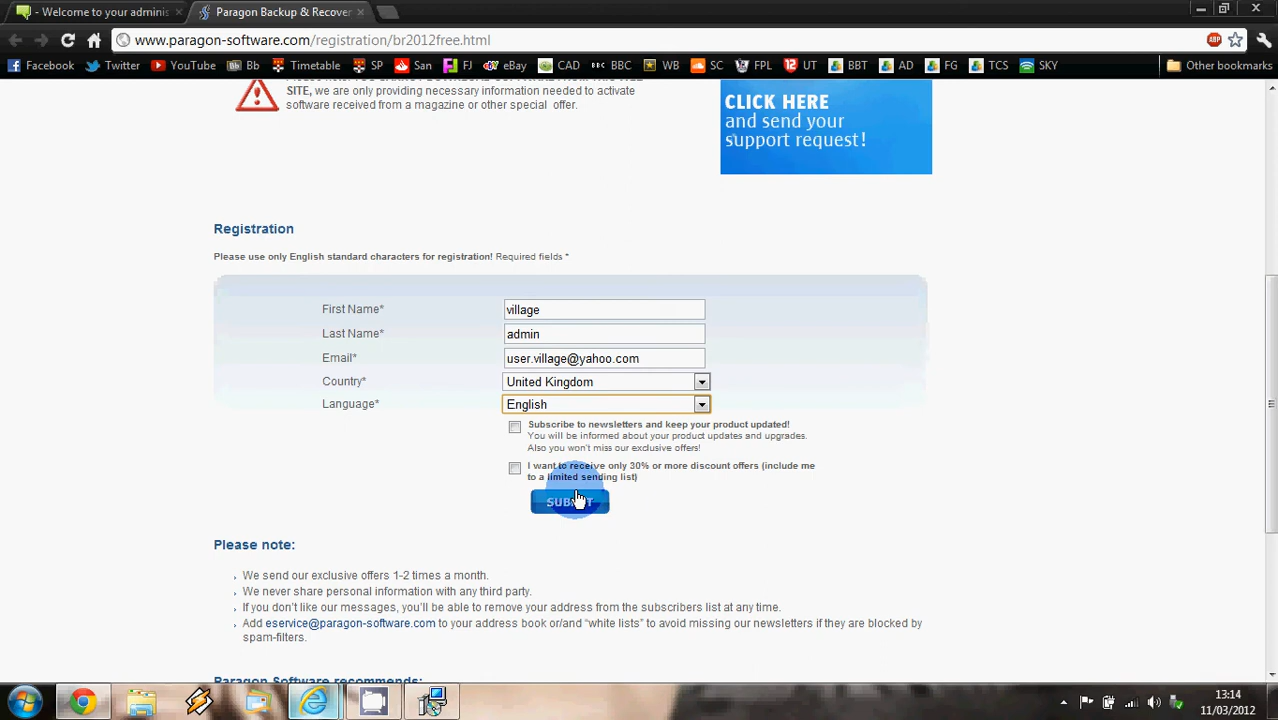 - Welcome to your adminis
Paragon Backup & Recover
www.paragon-software.com/registration/br2012free.html
ABP
Facebook Twitter YouTube Bb Timetable SP San FJ eBay CAD BBC BBC WB SC FPL UT BBT AD FG TCS SKY Other bookmarks
SITE, we are only providing necessary information needed to activate
software received from a magazine or other special offer.
CLICK HERE
and send your
support request!
Registration
Please use only English standard characters for registration! Required fields *
First Name* village
Last Name* admin
Email* user.village@yahoo.com
Country* United Kingdom
Language* English
Subscribe to newsletters and keep your product updated!
You will be informed about your product updates and upgrades.
Also you won't miss our exclusive offers!
I want to receive only 30% or more discount offers (include me
to a limited sending list)
SUBMIT
Please note:
We send our exclusive offers 1-2 times a month.
We never share personal information with any third party.
If you don't like our messages, you'll be able to remove your address from the subscribers list at any time.
Add eservice@paragon-software.com to your address book or/and “white lists” to avoid missing our newsletters if they are blocked by
spam-filters.
Paragon Software recommends:
13:14
11/03/2012